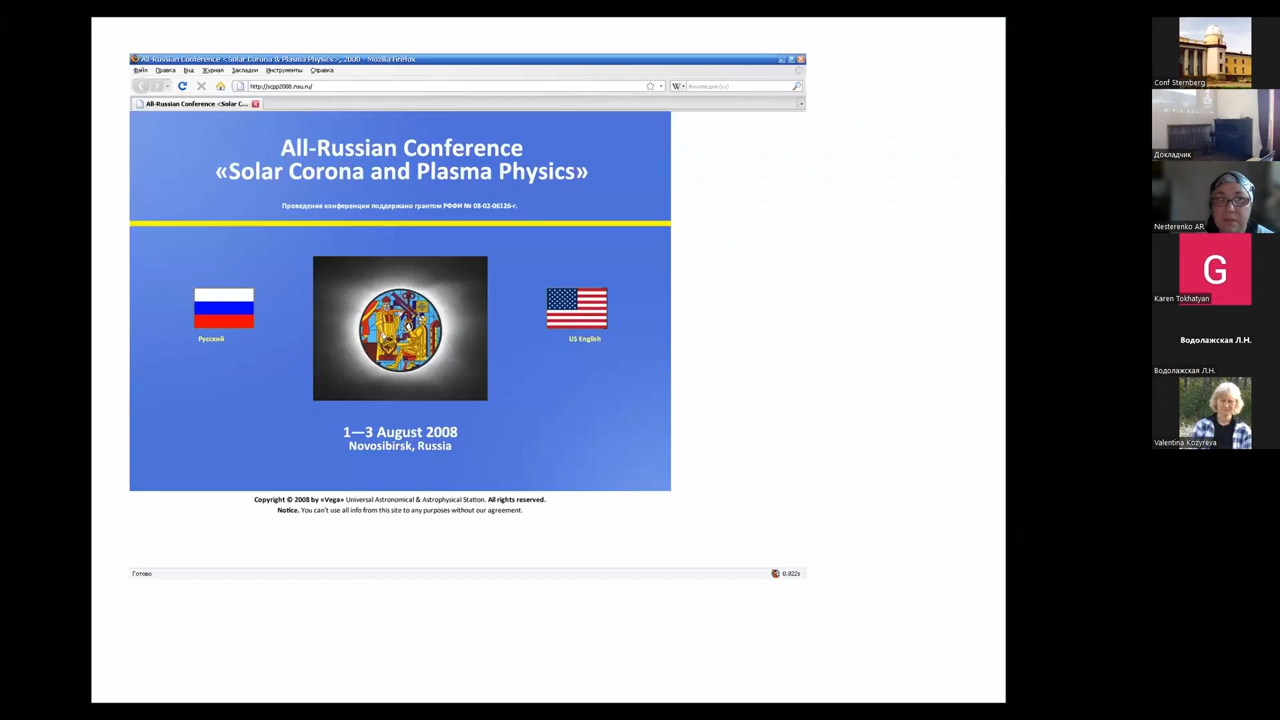 All-Russian Conference <Solar Corona & Plasma Physics>, 2008 - Mozilla Firefox
Файл Правка Вид Журнал Закладки Инструменты Справка
http://scpp2008.nsu.ru/
W Википедия (ru)
All-Russian Conference <Solar C...
All-Russian Conference
«Solar Corona and Plasma Physics»
Проведение конференции поддержано грантом РФФИ № 08-02-06126-г.
Русский
US English
1—3 August 2008
Novosibirsk, Russia
Copyright © 2008 by «Vega» Universal Astronomical & Astrophysical Station. All rights reserved.
Notice. You can't use all info from this site to any purposes without our agreement.
Готово
0.822s
Conf Sternberg
Докладчик
Nesterenko AR
G
Karen Tokhatyan
Водолажская Л.Н.
Водолажская Л.Н.
Valentina Kozyreva